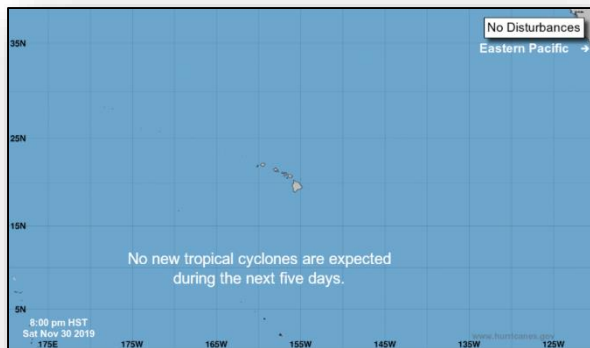 No Disturbances
35N
Eastern Pacific →
25N
15N
No new tropical cyclones are expected
during the next five days.
5N
8:00 pm HST
Sat Nov 30 2019
www.hurricanes.gov
175E 175W 165W 155W 145W 135W 125W